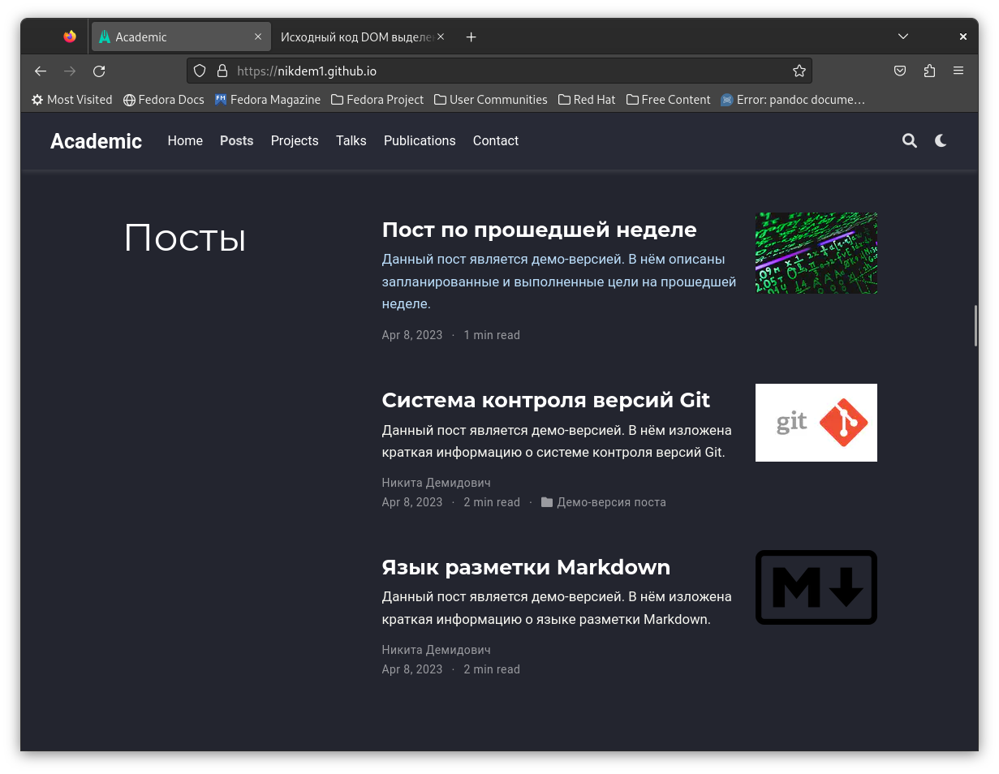 Academic
Исходный код DOM выделе
https://nikdem1.github.io
Most Visited Fedora Docs Fedora Magazine Fedora Project User Communities Red Hat Free Content Error: pandoc docume…
Academic Home Posts Projects Talks Publications Contact
Посты
Пост по прошедшей неделе
Данный пост является демо-версией. В нём описаны
запланированные и выполненные цели на прошедшей
неделе.
Apr 8, 2023 · 1 min read
Система контроля версий Git
Данный пост является демо-версией. В нём изложена
краткая информацию о системе контроля версий Git.
Никита Демидович
Apr 8, 2023 · 2 min read · Демо-версия поста
git
Язык разметки Markdown
Данный пост является демо-версией. В нём изложена
краткая информацию о языке разметки Markdown.
Никита Демидович
Apr 8, 2023 · 2 min read
M